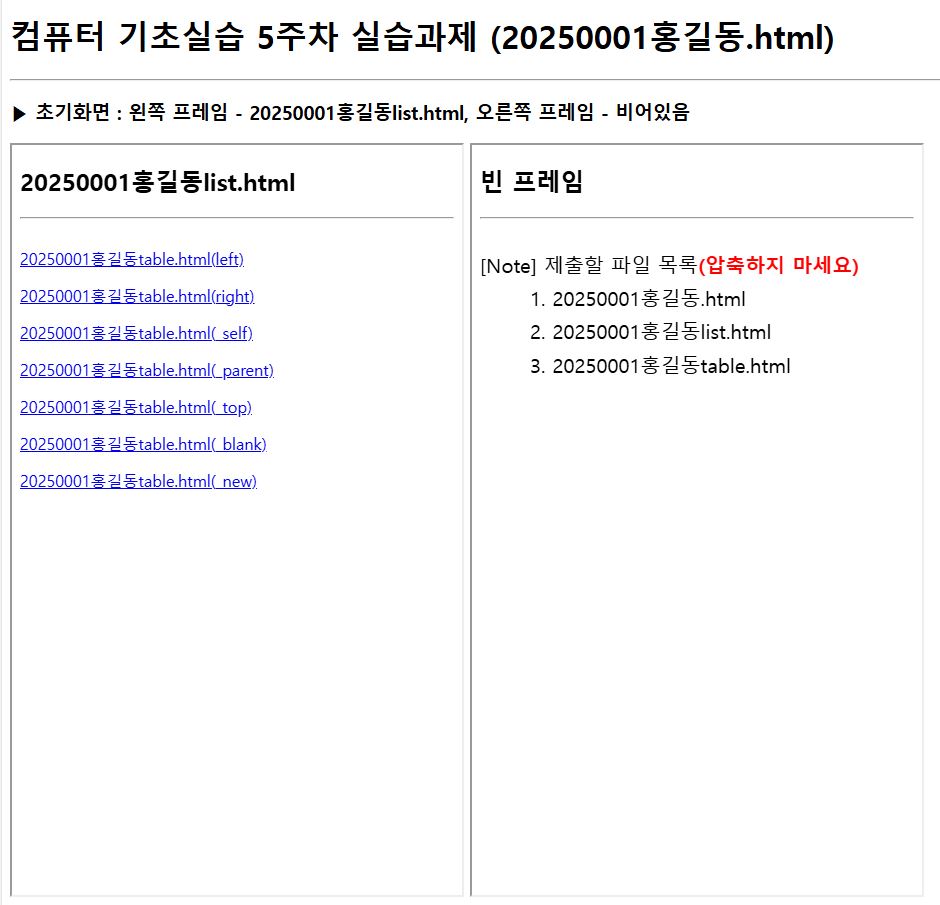 컴퓨터 기초실습 5주차 실습과제 (20250001홍길동.html)
▶ 초기화면 : 왼쪽 프레임 - 20250001홍길동list.html, 오른쪽 프레임 - 비어있음
20250001홍길동list.html
20250001홍길동table.html(left)
20250001홍길동table.html(right)
20250001홍길동table.html(_self)
20250001홍길동table.html(_parent)
20250001홍길동table.html(_top)
20250001홍길동table.html(_blank)
20250001홍길동table.html(_new)
빈 프레임
[Note] 제출할 파일 목록(압축하지 마세요)
1. 20250001홍길동.html
2. 20250001홍길동list.html
3. 20250001홍길동table.html